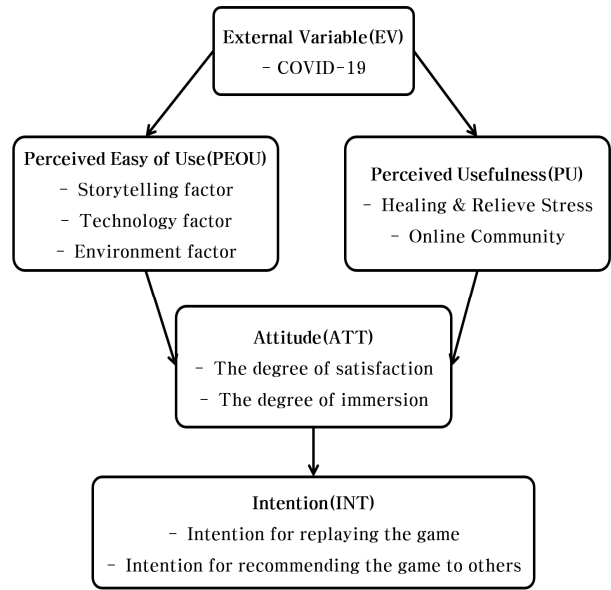 External Variable(EV)
- COVID-19
Perceived Easy of Use(PEOU)
- Storytelling factor
- Technology factor
- Environment factor
Perceived Usefulness(PU)
- Healing & Relieve Stress
- Online Community
Attitude(ATT)
- The degree of satisfaction
- The degree of immersion
Intention(INT)
- Intention for replaying the game
- Intention for recommending the game to others